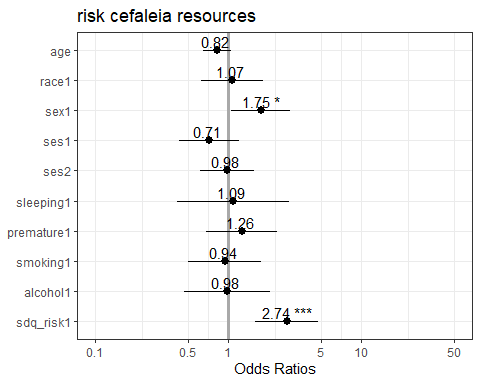 risk cefaleia resources
age
0.82
race1
1.07
sex1
1.75 *
ses1
0.71
ses2
0.98
sleeping1
1.09
premature1
1.26
smoking1
0.94
alcohol1
0.98
sdq_risk1
2.74 ***
0.1 0.5 1 5 10 50
Odds Ratios